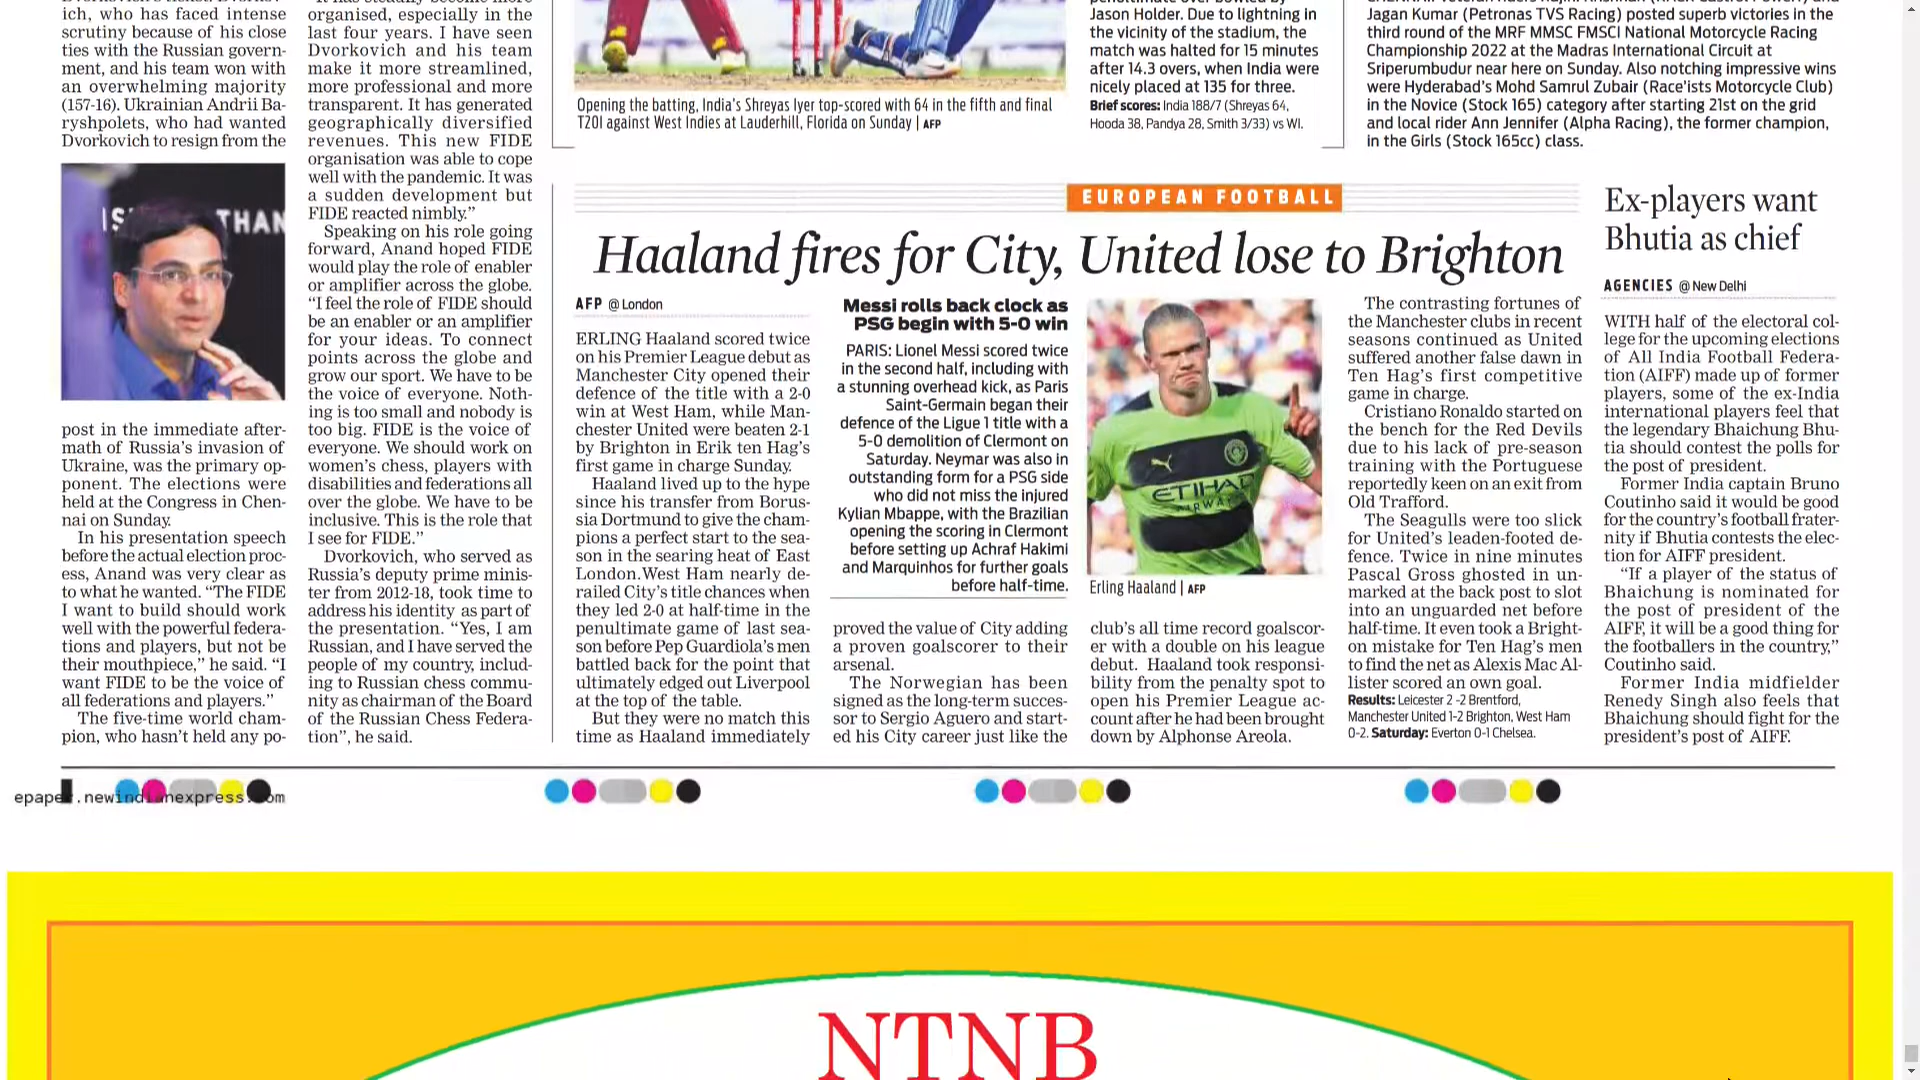 ich, who has faced intense
scrutiny because of his close
ties with the Russian govern-
ment, and his team won with
an overwhelming majority
(157-16). Ukrainian Andrii Ba-
ryshpolets, who had wanted
Dvorkovich to resign from the
post in the immediate after-
math of Russia's invasion of
Ukraine, was the primary op-
ponent. The elections were
held at the Congress in Chen-
nai on Sunday.
In his presentation speech
before the actual election proc-
ess, Anand was very clear as
to what he wanted. “The FIDE
I want to build should work
well with the powerful federa-
tions and players, but not be
their mouthpiece,” he said. “I
want FIDE to be the voice of
all federations and players.”
The five-time world cham-
pion, who hasn't held any po-
organised, especially in the
last four years. I have seen
Dvorkovich and his team
make it more streamlined,
more professional and more
transparent. It has generated
geographically diversified
revenues. This new FIDE
organisation was able to cope
well with the pandemic. It was
a sudden development but
FIDE reacted nimbly.”
Speaking on his role going
forward, Anand hoped FIDE
would play the role of enabler
or amplifier across the globe.
“I feel the role of FIDE should
be an enabler or an amplifier
for your ideas. To connect
points across the globe and
grow our sport. We have to be
the voice of everyone. Noth-
ing is too small and nobody is
too big. FIDE is the voice of
everyone. We should work on
women's chess, players with
disabilities and federations all
over the globe. We have to be
inclusive. This is the role that
I see for FIDE.”
Dvorkovich, who served as
Russia's deputy prime minis-
ter from 2012-18, took time to
address his identity as part of
the presentation. “Yes, I am
Russian, and I have served the
people of my country, includ-
ing to Russian chess commu-
nity as chairman of the Board
of the Russian Chess Federa-
tion”, he said.
Opening the batting, India's Shreyas Iyer top-scored with 64 in the fifth and final
T20I against West Indies at Lauderhill, Florida on Sunday | AFP
Jason Holder. Due to lightning in
the vicinity of the stadium, the
match was halted for 15 minutes
after 14.3 overs, when India were
nicely placed at 135 for three.
Brief scores: India 188/7 (Shreyas 64,
Hooda 38, Pandya 28, Smith 3/33) vs WI.
Jagan Kumar (Petronas TVS Racing) posted superb victories in the
third round of the MRF MMSC FMSCI National Motorcycle Racing
Championship 2022 at the Madras International Circuit at
Sriperumbudur near here on Sunday. Also notching impressive wins
were Hyderabad's Mohd Samrul Zubair (Race'ists Motorcycle Club)
in the Novice (Stock 165) category after starting 21st on the grid
and local rider Ann Jennifer (Alpha Racing), the former champion,
in the Girls (Stock 165cc) class.
EUROPEAN FOOTBALL
Haaland fires for City, United lose to Brighton
AFP @ London
ERLING Haaland scored twice
on his Premier League debut as
Manchester City opened their
defence of the title with a 2-0
win at West Ham, while Man-
chester United were beaten 2-1
by Brighton in Erik ten Hag's
first game in charge Sunday.
Haaland lived up to the hype
since his transfer from Borus-
sia Dortmund to give the cham-
pions a perfect start to the sea-
son in the searing heat of East
London.West Ham nearly de-
railed City's title chances when
they led 2-0 at half-time in the
penultimate game of last sea-
son before Pep Guardiola's men
battled back for the point that
ultimately edged out Liverpool
at the top of the table.
But they were no match this
time as Haaland immediately
Messi rolls back clock as
PSG begin with 5-0 win
PARIS: Lionel Messi scored twice
in the second half, including with
a stunning overhead kick, as Paris
Saint-Germain began their
defence of the Ligue 1 title with a
5-0 demolition of Clermont on
Saturday. Neymar was also in
outstanding form for a PSG side
who did not miss the injured
Kylian Mbappe, with the Brazilian
opening the scoring in Clermont
before setting up Achraf Hakimi
and Marquinhos for further goals
before half-time.
proved the value of City adding
a proven goalscorer to their
arsenal.
The Norwegian has been
signed as the long-term succes-
sor to Sergio Aguero and start-
ed his City career just like the
ETIHAD
AIRWAYS
Erling Haaland | AFP
club's all time record goalscor-
er with a double on his league
debut. Haaland took responsi-
bility from the penalty spot to
open his Premier League ac-
count after he had been brought
down by Alphonse Areola.
The contrasting fortunes of
the Manchester clubs in recent
seasons continued as United
suffered another false dawn in
Ten Hag's first competitive
game in charge.
Cristiano Ronaldo started on
the bench for the Red Devils
due to his lack of pre-season
training with the Portuguese
reportedly keen on an exit from
Old Trafford.
The Seagulls were too slick
for United's leaden-footed de-
fence. Twice in nine minutes
Pascal Gross ghosted in un-
marked at the back post to slot
into an unguarded net before
half-time. It even took a Bright-
on mistake for Ten Hag's men
to find the net as Alexis Mac Al-
lister scored an own goal.
Results: Leicester 2 -2 Brentford,
Manchester United 1-2 Brighton, West Ham
0-2. Saturday: Everton 0-1 Chelsea.
Ex-players want
Bhutia as chief
AGENCIES @ New Delhi
WITH half of the electoral col-
lege for the upcoming elections
of All India Football Federa-
tion (AIFF) made up of former
players, some of the ex-India
international players feel that
the legendary Bhaichung Bhu-
tia should contest the polls for
the post of president.
Former India captain Bruno
Coutinho said it would be good
for the country's football frater-
nity if Bhutia contests the elec-
tion for AIFF president.
“If a player of the status of
Bhaichung is nominated for
the post of president of the
AIFF, it will be a good thing for
the footballers in the country,”
Coutinho said.
Former India midfielder
Renedy Singh also feels that
Bhaichung should fight for the
president's post of AIFF.
epaper.newindianexpress.com
NTNB